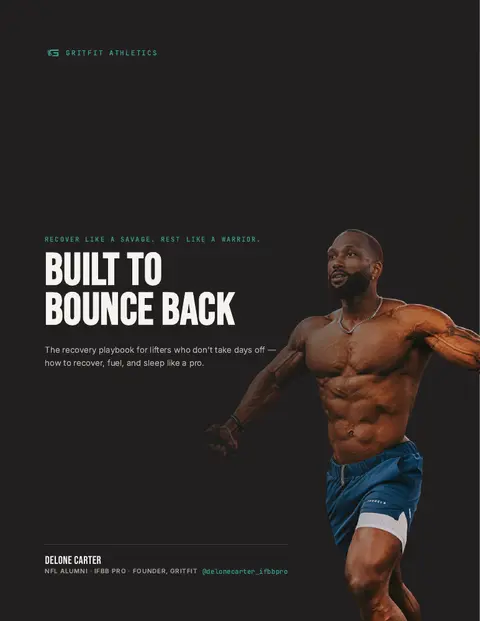 GRITFIT ATHLETICS
RECOVER LIKE A SAVAGE, REST LIKE A WARRIOR.
BUILT TO
BOUNCE BACK
The recovery playbook for lifters who don't take days off —
how to recover, fuel, and sleep like a pro.
DELONE CARTER
NFL ALUMNI · IFBB PRO · FOUNDER, GRITFIT @delonecarter_ifbbpro